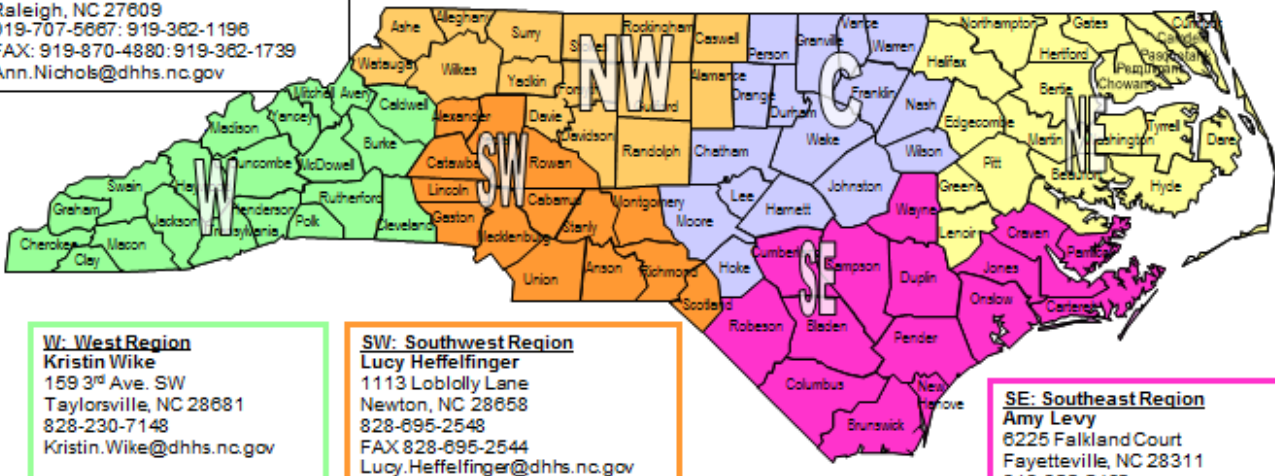 Raleigh, NC 27609
919-707-5667: 919-362-1196
FAX: 919-870-4880: 919-362-1739
Ann.Nichols@dhhs.nc.gov
Ashe Alleghany Surry Stokes Rockingham Caswell Person Granville Vance Warren Northampton Gates
Watauga Wilkes Yadkin NW Alamance Orange Durham C Franklin Halifax Hertford Pasquotank
Mitchell Avery Caldwell Alexander Davie Guilford Nash Bertie Chowan Perquimans
Madison Yancey Burke Davidson Randolph Chatham Wake Edgecombe Martin NE Washington Tyrrell Dare
Buncombe McDowell Catawba SW Rowan Wilson Pitt Beaufort Hyde
Swain W Rutherford Lincoln Cabarrus Montgomery Lee Johnston Greene
Graham Jackson Henderson Polk Cleveland Gaston Stanly Moore Harnett Wayne Lenoir Craven
Cherokee Macon Clay Mecklenburg Hoke Cumberland SE Sampson Duplin Jones Pamlico
Union Anson Richmond Scotland Onslow Carteret
Robeson Bladen Pender
Columbus New Hanover
Brunswick
W: West Region
Kristin Wike
159 3rd Ave. SW
Taylorsville, NC 28681
828-230-7148
Kristin.Wike@dhhs.nc.gov
SW: Southwest Region
Lucy Heffelfinger
1113 Loblolly Lane
Newton, NC 28658
828-695-2548
FAX 828-695-2544
Lucy.Heffelfinger@dhhs.nc.gov
SE: Southeast Region
Amy Levy
6225 Falkland Court
Fayetteville, NC 28311